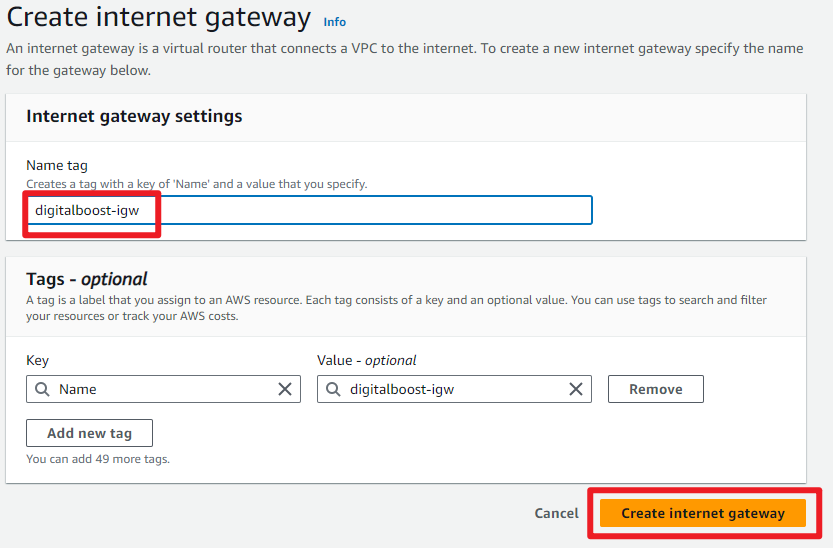 Create internet gateway Info
An internet gateway is a virtual router that connects a VPC to the internet. To create a new internet gateway specify the name
for the gateway below.
Internet gateway settings
Name tag
Creates a tag with a key of 'Name' and a value that you specify.
digitalboost-igw
Tags - optional
A tag is a label that you assign to an AWS resource. Each tag consists of a key and an optional value. You can use tags to search and filter
your resources or track your AWS costs.
Key Value - optional
Name digitalboost-igw Remove
Add new tag
You can add 49 more tags.
Cancel Create internet gateway